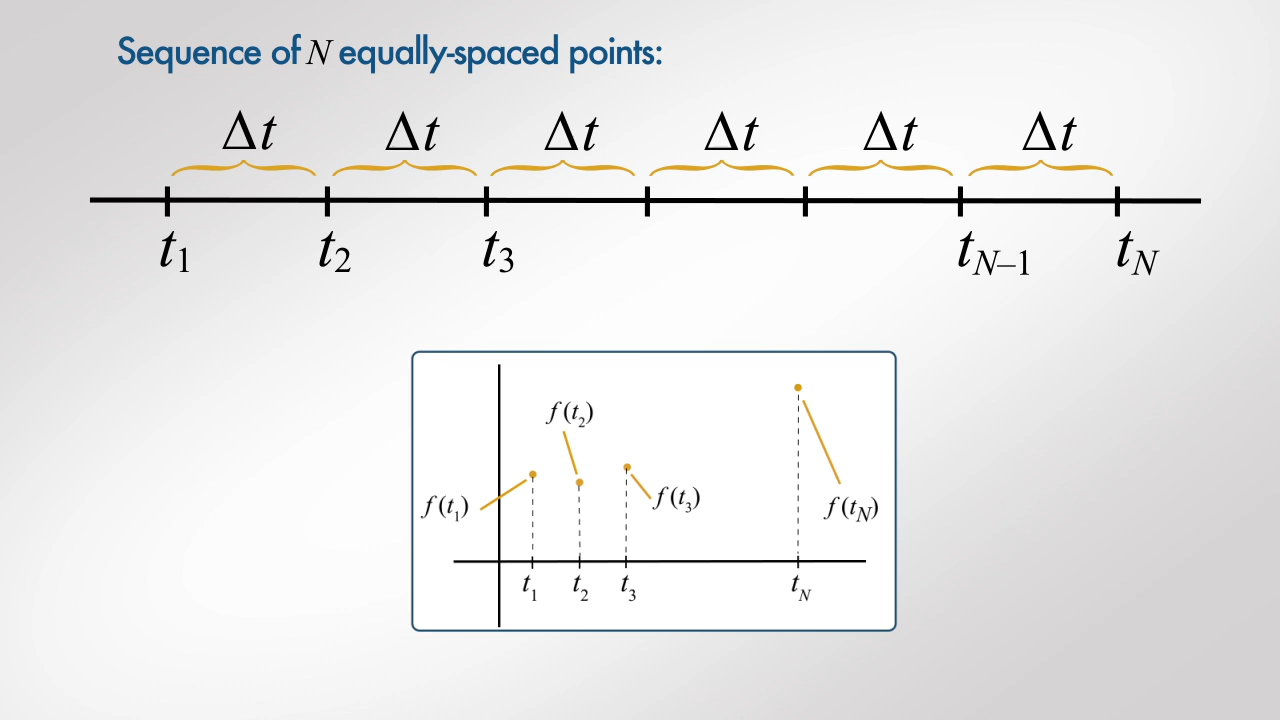 Sequence of N equally-spaced points:
Δt Δt Δt Δt Δt Δt
t₁ t₂ t₃ t_{N–1} t_N
f(t₂)
f(t₁) f(t₃) f(t_N)
t₁ t₂ t₃ t_N